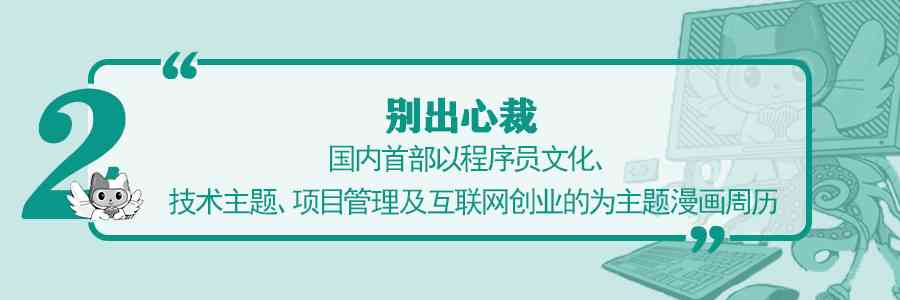 2
别出心裁
国内首部以程序员文化、
技术主题、项目管理及互联网创业的为主题漫画周历